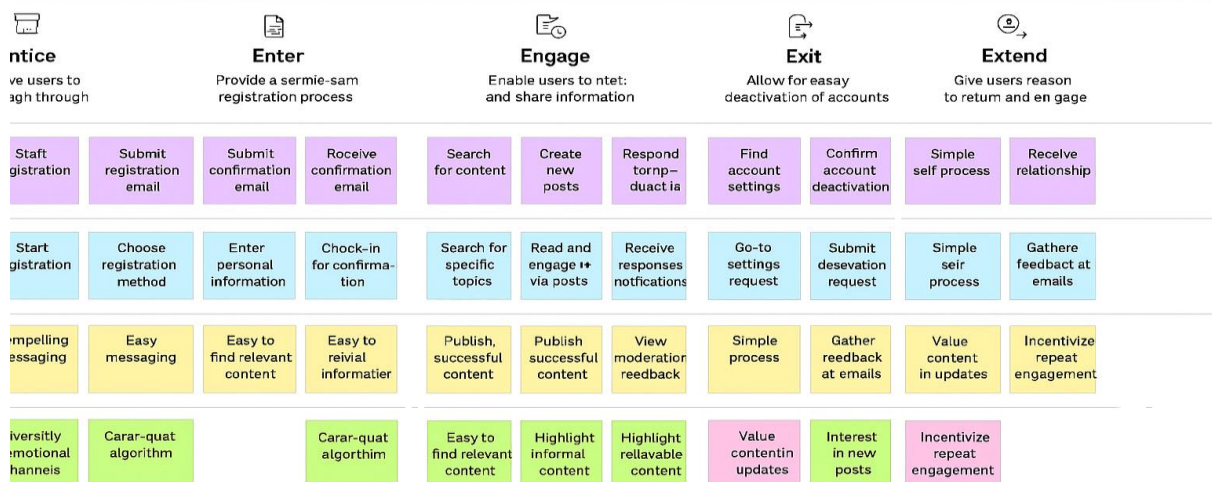 ntice
Enter
Engage
Exit
Extend
ve users to
agh through
Provide a sermie-sam
registration process
Enable users to ntet:
and share information
Allow for easay
deactivation of accounts
Give users reason
to retum and en gage
Staft
gistration
Submit
registration
email
Submit
confirmation
email
Roceive
confirmation
email
Search
for content
Create
new
posts
Respond
tornp–
duact ia
Find
account
settings
Confirm
account
deactivation
Simple
self process
Recelve
relationship
Start
gistration
Choose
registration
method
Enter
personal
information
Chock-in
for confirma-
tion
Search for
specific
topics
Read and
engage
via posts
Receive
responses
notfications
Go-to
settings
request
Submit
desevation
request
Simple
seir
process
Gathere
feedbact at
emails
mpelling
essaging
Easy
messaging
Easy to
find relevant
content
Easy to
reivial
informatier
Publish,
successful
content
Publish
successful
content
View
moderation
reedback
Simple
process
Gather
reedback
at emails
Value
content
in updates
Incentivize
repeat
engagement
iversitly
emotional
hanneis
Carar-quat
algorithm
Carar-quat
algorthim
Easy to
find relevant
content
Highlight
informal
content
Highlight
rellavable
content
Value
contentin
updates
Interest
in new
posts
Incentivize
repeat
engagement